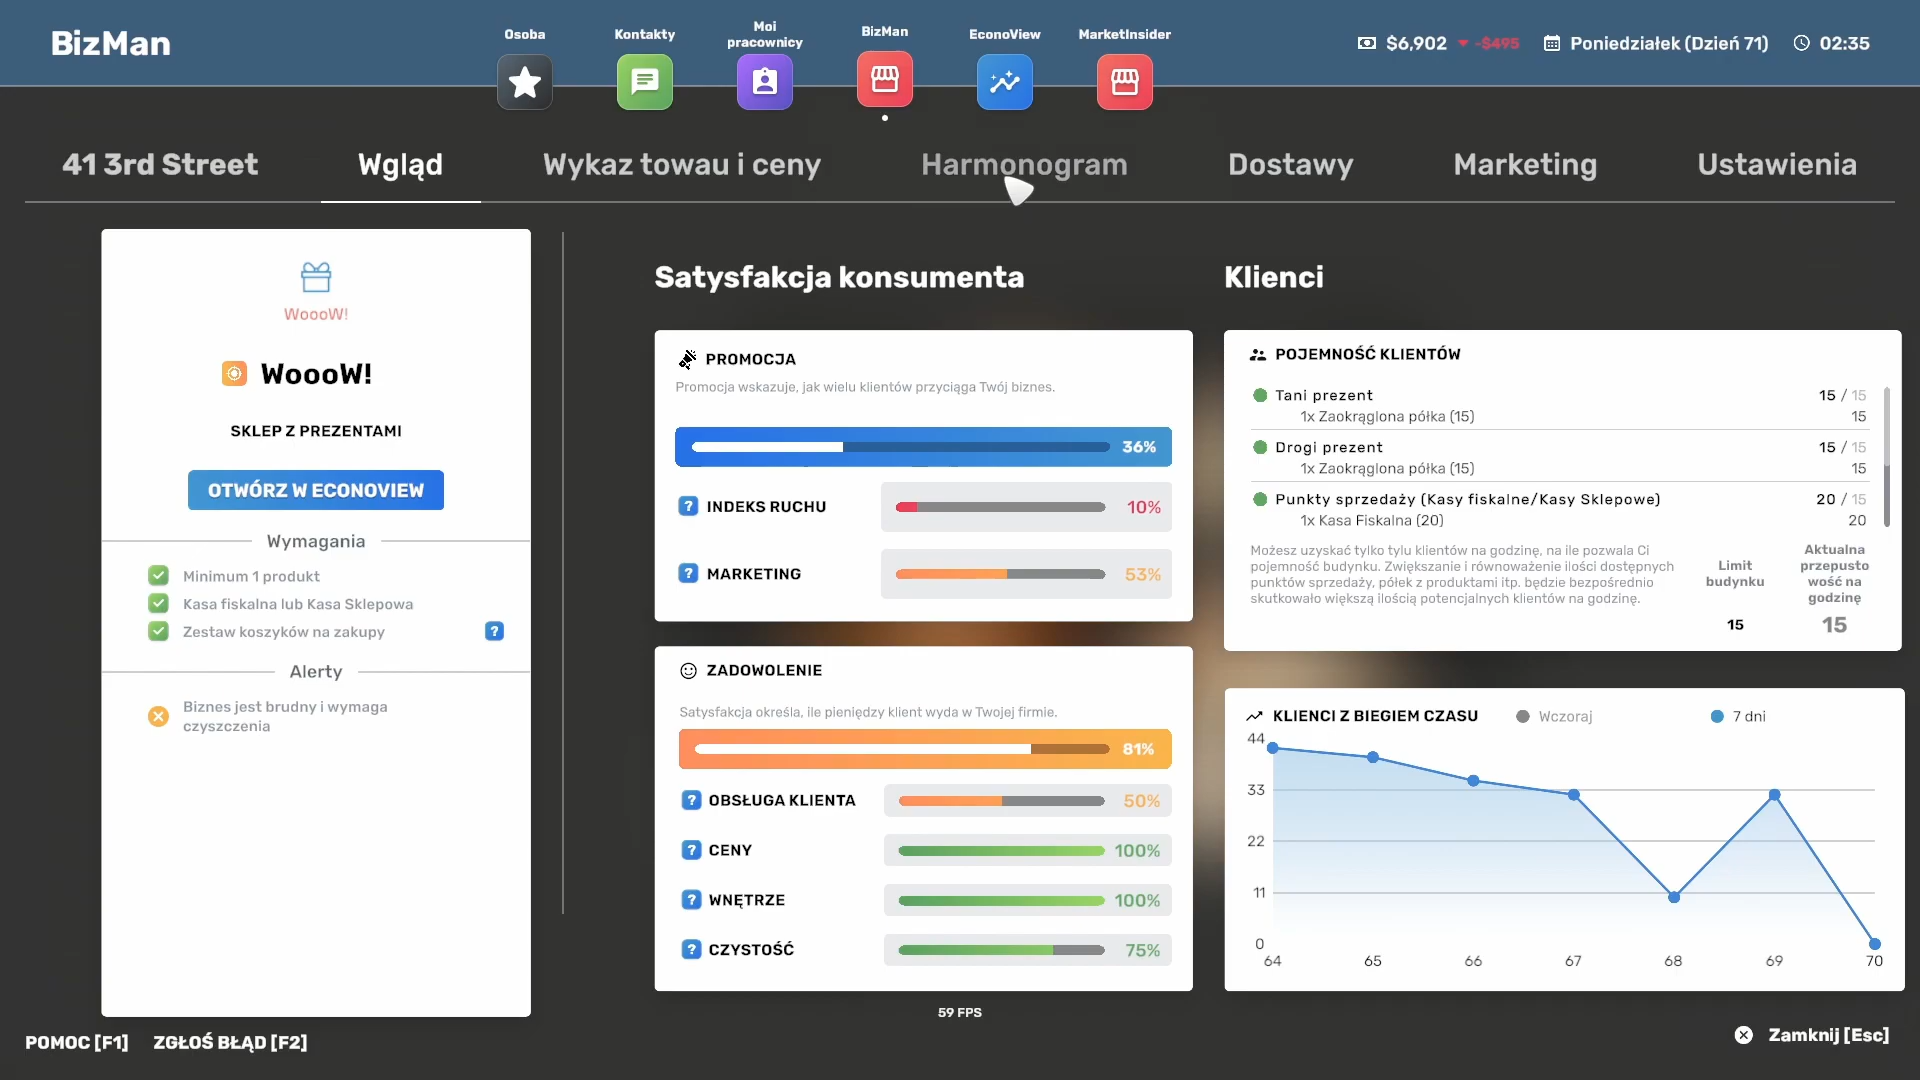 BizMan
Osoba
Kontakty
Moi
pracownicy
BizMan
EconoView
MarketInsider
$6,902 -$495 Poniedziałek (Dzień 71) 02:35
41 3rd Street
Wgląd
Wykaz towau i ceny
Harmonogram
Dostawy
Marketing
Ustawienia
WoooW!
WoooW!
SKLEP Z PREZENTAMI
OTWÓRZ W ECONOVIEW
Wymagania
Minimum 1 produkt
Kasa fiskalna lub Kasa Sklepowa
Zestaw koszyków na zakupy ?
Alerty
Biznes jest brudny i wymaga
czyszczenia
Satysfakcja konsumenta
PROMOCJA
Promocja wskazuje, jak wielu klientów przyciąga Twój biznes.
36%
? INDEKS RUCHU 10%
? MARKETING 53%
ZADOWOLENIE
Satysfakcja określa, ile pieniędzy klient wyda w Twojej firmie.
81%
? OBSŁUGA KLIENTA 50%
? CENY 100%
? WNĘTRZE 100%
? CZYSTOŚĆ 75%
Klienci
POJEMNOŚĆ KLIENTÓW
Tani prezent 15 / 15
1x Zaokrąglona półka (15) 15
Drogi prezent 15 / 15
1x Zaokrąglona półka (15) 15
Punkty sprzedaży (Kasy fiskalne/Kasy Sklepowe) 20 / 15
1x Kasa Fiskalna (20) 20
Możesz uzyskać tylko tylu klientów na godzinę, na ile pozwala Ci
pojemność budynku. Zwiększanie i równoważenie ilości dostępnych
punktów sprzedaży, półek z produktami itp. będzie bezpośrednio
skutkowało większą ilością potencjalnych klientów na godzinę.
Limit
budynku
15
Aktualna
przepusto
wość na
godzinę
15
KLIENCI Z BIEGIEM CZASU Wczoraj 7 dni
44
33
22
11
0
64 65 66 67 68 69 70
59 FPS
POMOC [F1] ZGŁOŚ BŁĄD [F2]
Zamknij [Esc]